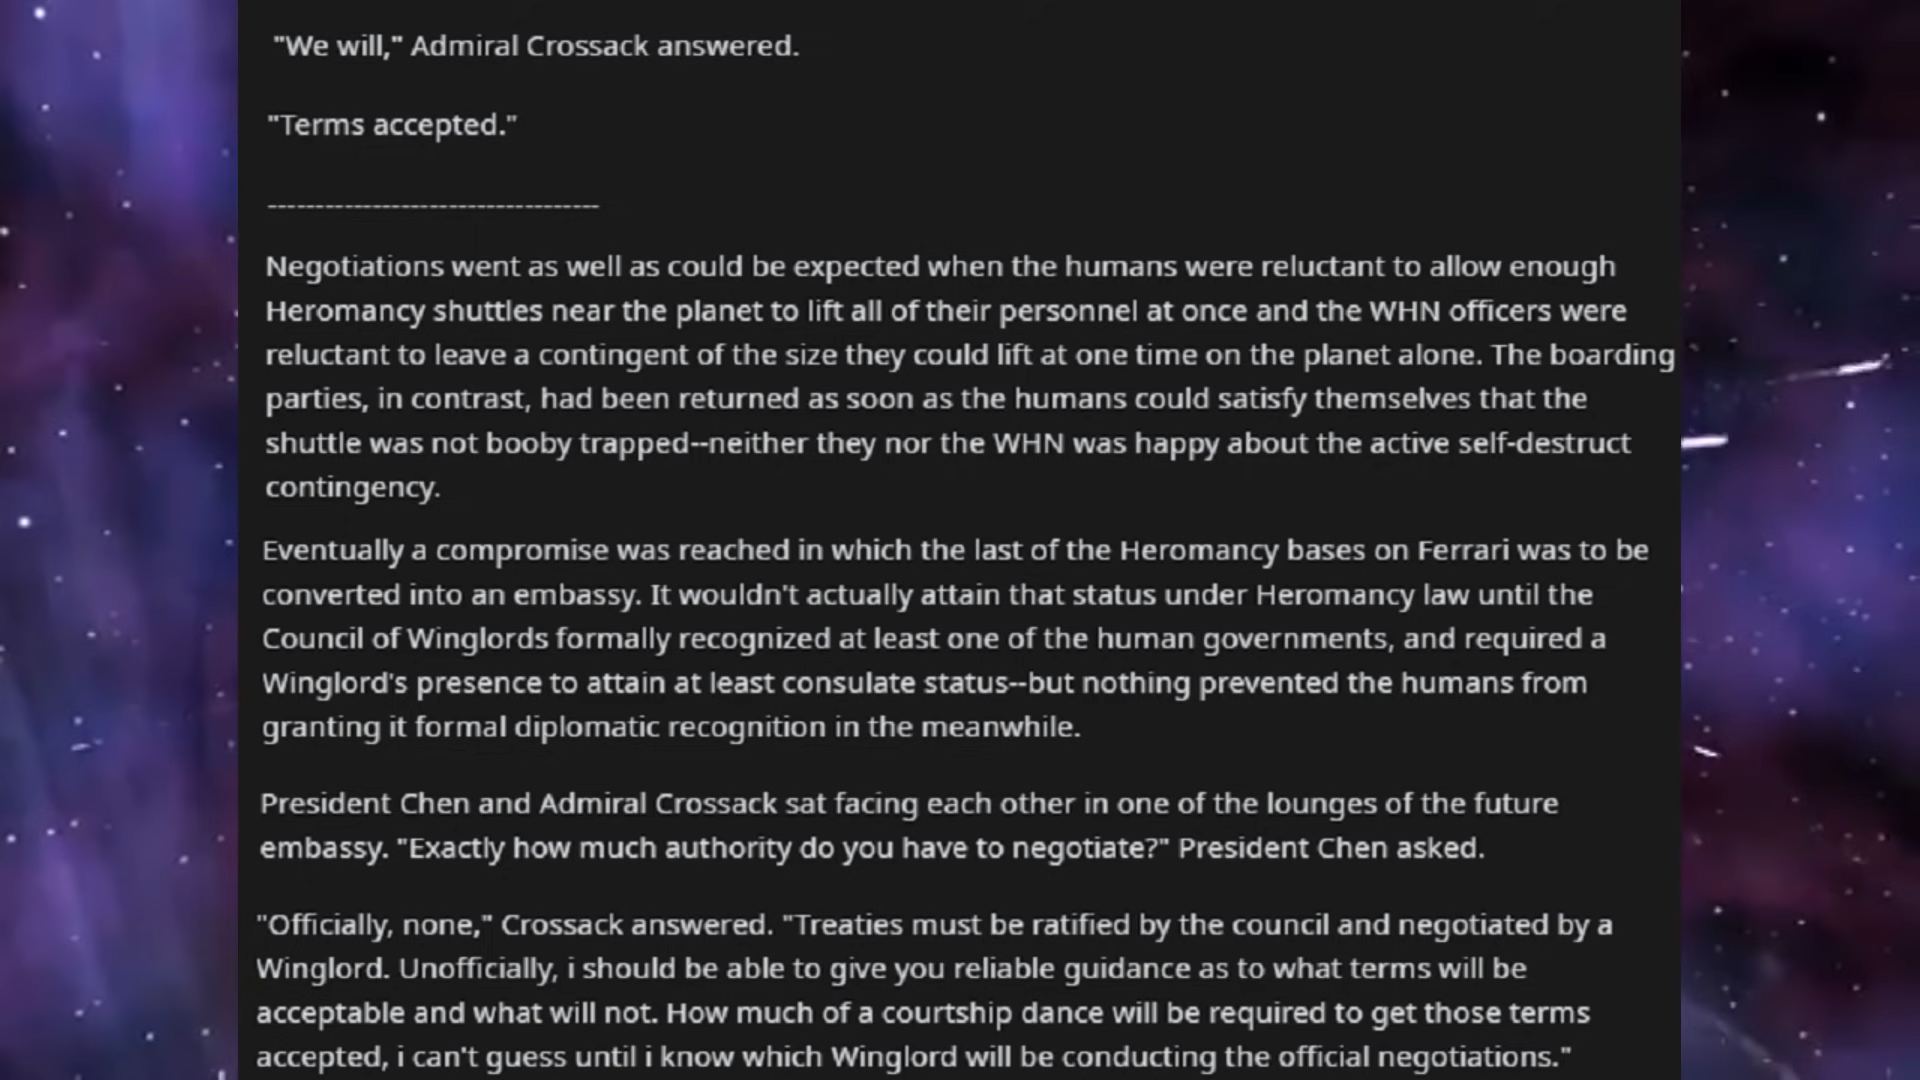 "We will," Admiral Crossack answered.
"Terms accepted."
-----------------------------------
Negotiations went as well as could be expected when the humans were reluctant to allow enough
Heromancy shuttles near the planet to lift all of their personnel at once and the WHN officers were
reluctant to leave a contingent of the size they could lift at one time on the planet alone. The boarding
parties, in contrast, had been returned as soon as the humans could satisfy themselves that the
shuttle was not booby trapped--neither they nor the WHN was happy about the active self-destruct
contingency.
Eventually a compromise was reached in which the last of the Heromancy bases on Ferrari was to be
converted into an embassy. It wouldn't actually attain that status under Heromancy law until the
Council of Winglords formally recognized at least one of the human governments, and required a
Winglord's presence to attain at least consulate status--but nothing prevented the humans from
granting it formal diplomatic recognition in the meanwhile.
President Chen and Admiral Crossack sat facing each other in one of the lounges of the future
embassy. "Exactly how much authority do you have to negotiate?" President Chen asked.
"Officially, none," Crossack answered. "Treaties must be ratified by the council and negotiated by a
Winglord. Unofficially, i should be able to give you reliable guidance as to what terms will be
acceptable and what will not. How much of a courtship dance will be required to get those terms
accepted, i can't guess until i know which Winglord will be conducting the official negotiations."